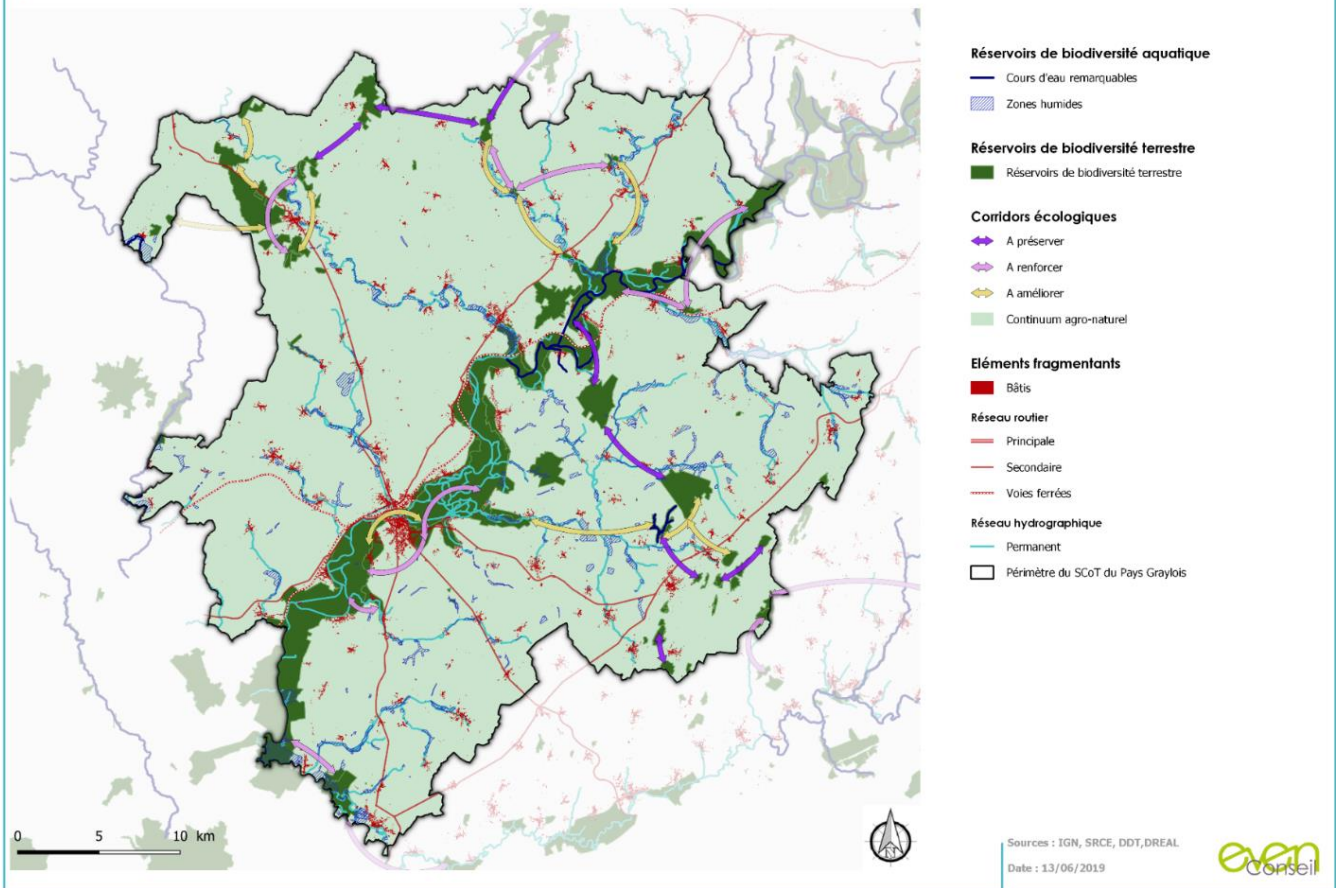 Réservoirs de biodiversité aquatique
Cours d'eau remarquables
Zones humides
Réservoirs de biodiversité terrestre
Réservoirs de biodiversité terrestre
Corridors écologiques
A préserver
A renforcer
A améliorer
Continuum agro-naturel
Eléments fragmentants
Bâtis
Réseau routier
Principale
Secondaire
Voies ferrées
Réseau hydrographique
Permanent
Périmètre du SCoT du Pays Graylois
0 5 10 km
N
Sources : IGN, SRCE, DDT,DREAL
Date : 13/06/2019
even
Conseil